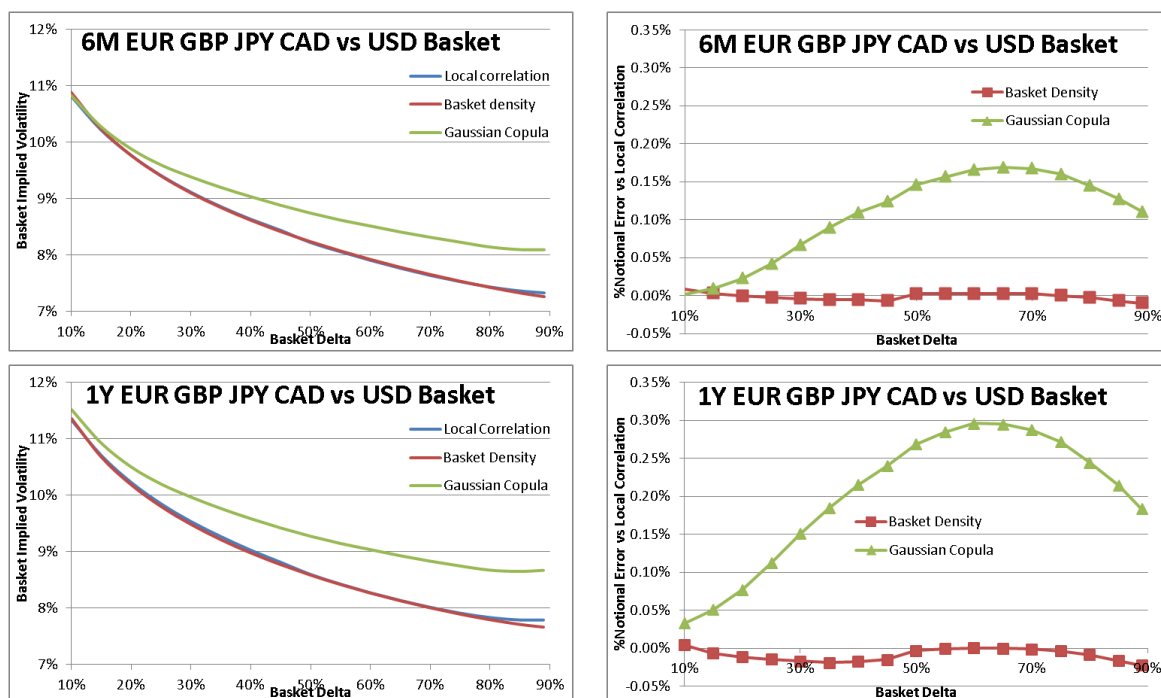 6M EUR GBP JPY CAD vs USD Basket
Basket Implied Volatility
12%
11%
10%
9%
8%
7%
Local correlation
Basket density
Gaussian Copula
10%
20%
30%
40%
50%
60%
70%
80%
90%
Basket Delta
6M EUR GBP JPY CAD vs USD Basket
%Notional Error vs Local Correlation
0.35%
0.30%
0.25%
0.20%
0.15%
0.10%
0.05%
0.00%
-0.05%
Basket Density
Gaussian Copula
10%
30%
50%
70%
90%
Basket Delta
1Y EUR GBP JPY CAD vs USD Basket
Basket Implied Volatility
12%
11%
10%
9%
8%
7%
Local Correlation
Basket Density
Gaussian Copula
10%
20%
30%
40%
50%
60%
70%
80%
90%
Basket Delta
1Y EUR GBP JPY CAD vs USD Basket
%Notional Error vs Local Correlation
0.35%
0.30%
0.25%
0.20%
0.15%
0.10%
0.05%
0.00%
-0.05%
Basket Density
Gaussian Copula
10%
30%
50%
70%
90%
Basket Delta